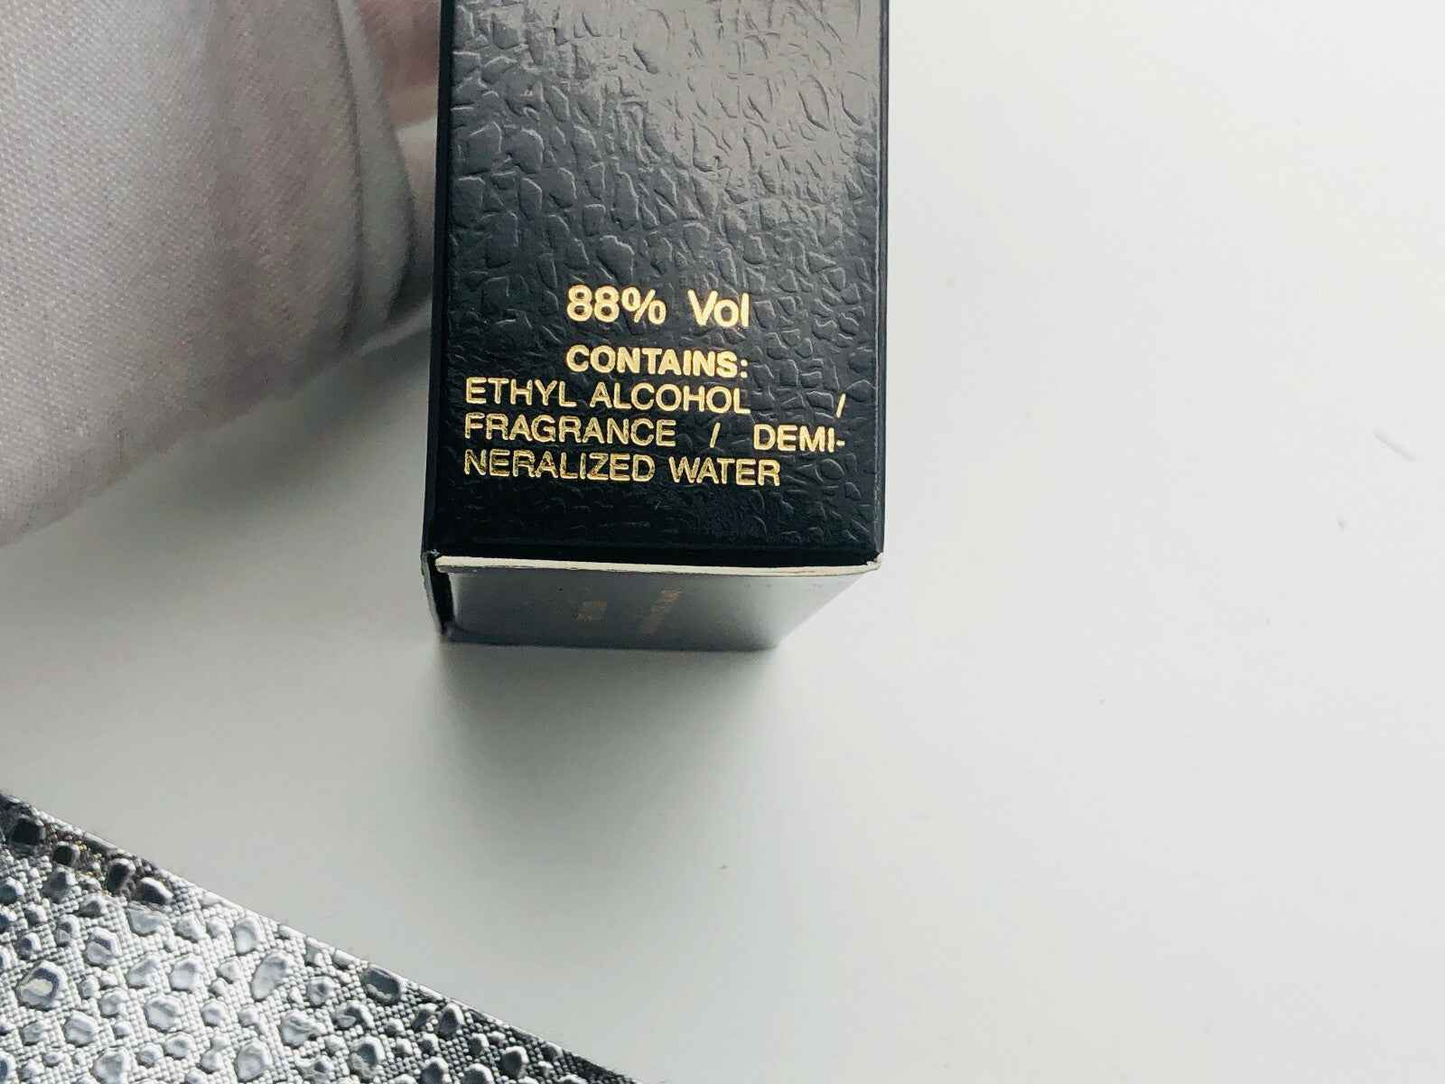 88% Vol
CONTAINS:
ETHYL ALCOHOL /
FRAGRANCE / DEMI-
NERALIZED WATER